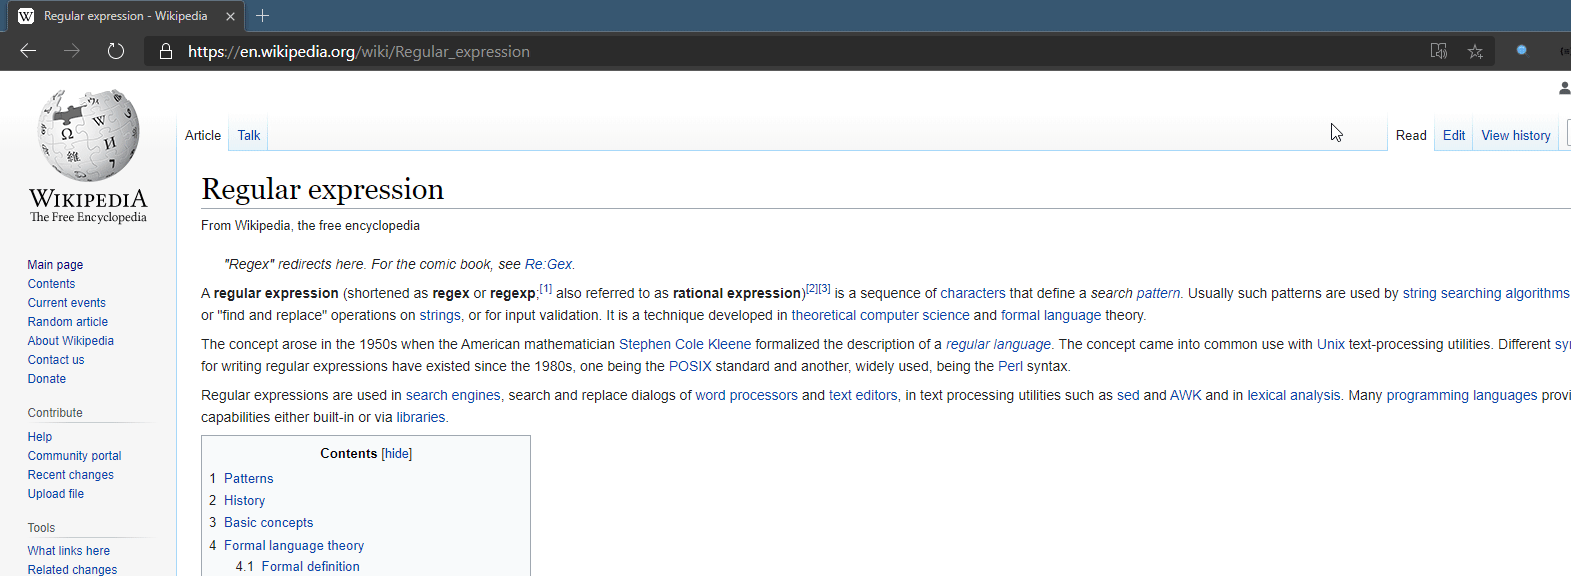 Regular expression - Wikipedia
https://en.wikipedia.org/wiki/Regular_expression
WIKIPEDIA
The Free Encyclopedia
Main page
Contents
Current events
Random article
About Wikipedia
Contact us
Donate
Contribute
Help
Community portal
Recent changes
Upload file
Tools
What links here
Related changes
Article Talk Read Edit View history
Regular expression
From Wikipedia, the free encyclopedia
"Regex" redirects here. For the comic book, see Re:Gex.
A regular expression (shortened as regex or regexp;[1] also referred to as rational expression)[2][3] is a sequence of characters that define a search pattern. Usually such patterns are used by string searching algorithms
or "find and replace" operations on strings, or for input validation. It is a technique developed in theoretical computer science and formal language theory.
The concept arose in the 1950s when the American mathematician Stephen Cole Kleene formalized the description of a regular language. The concept came into common use with Unix text-processing utilities. Different
for writing regular expressions have existed since the 1980s, one being the POSIX standard and another, widely used, being the Perl syntax.
Regular expressions are used in search engines, search and replace dialogs of word processors and text editors, in text processing utilities such as sed and AWK and in lexical analysis. Many programming languages
capabilities either built-in or via libraries.
Contents [hide]
1 Patterns
2 History
3 Basic concepts
4 Formal language theory
4.1 Formal definition